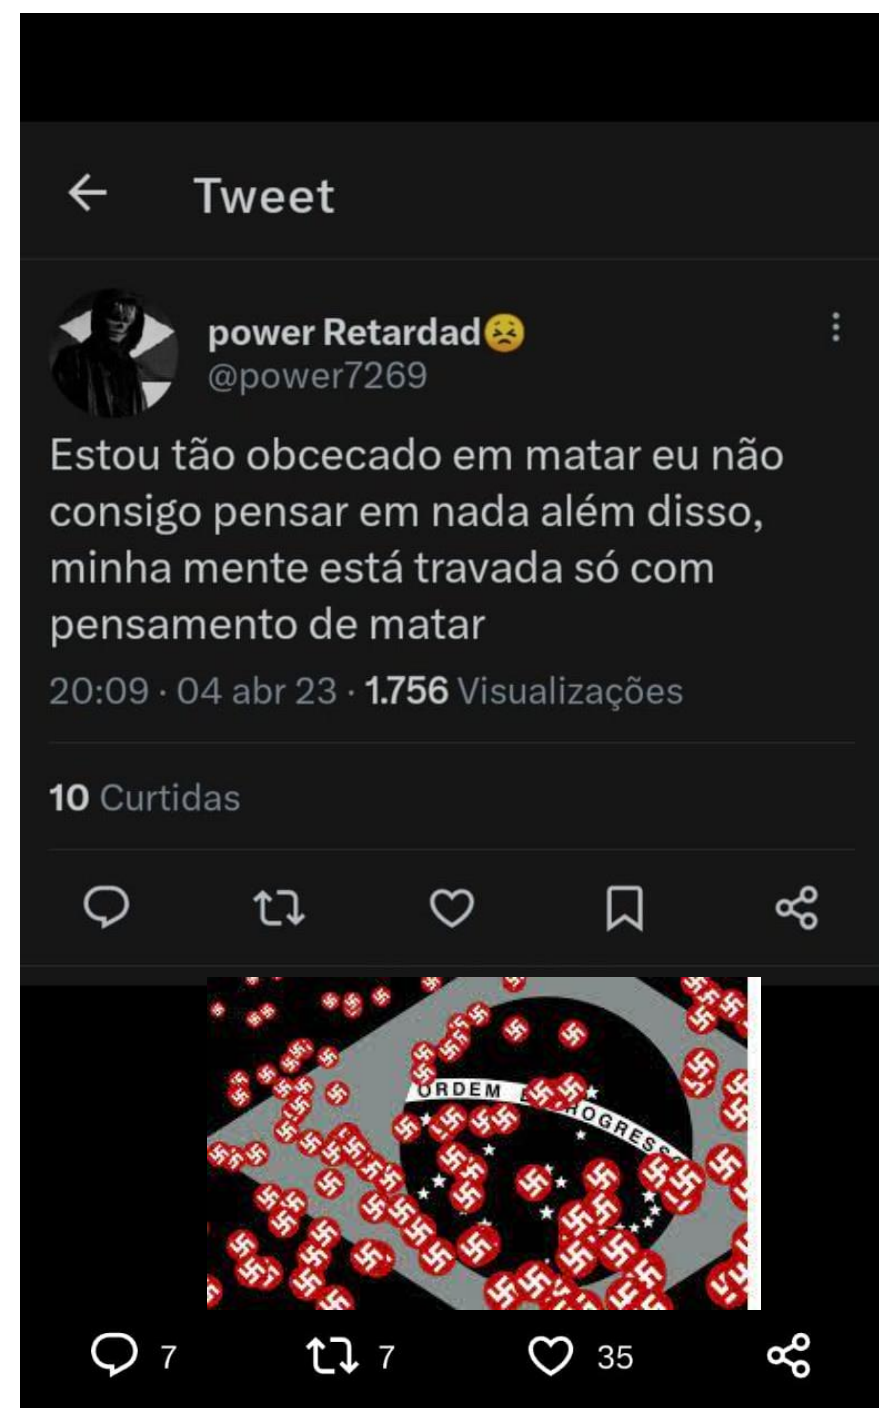 Tweet
power Retardad😣
@power7269
Estou tão obcecado em matar eu não
consigo pensar em nada além disso,
minha mente está travada só com
pensamento de matar
20:09 · 04 abr 23 · 1.756 Visualizações
10 Curtidas
ORDEM E PROGRESSO
7 7 35